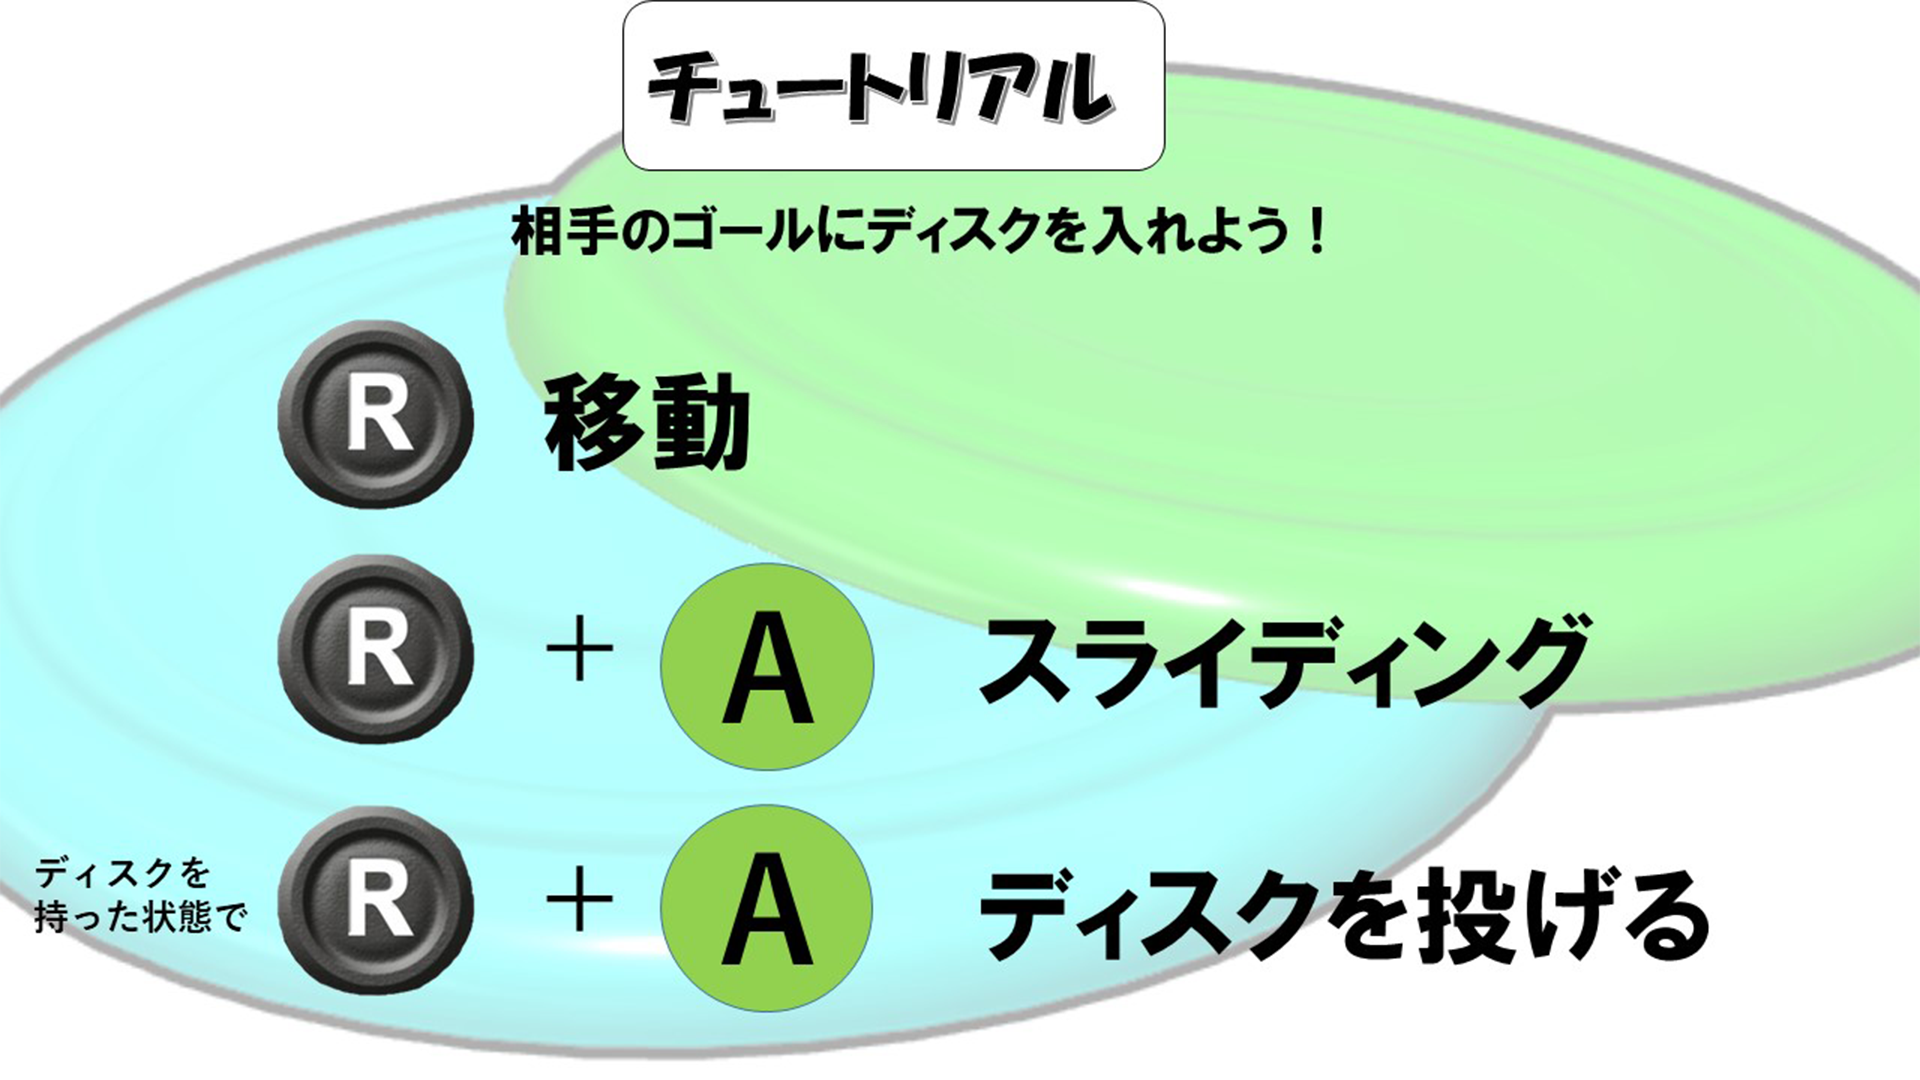 チュートリアル
相手のゴールにディスクを入れよう！
R 移動
R + A スライディング
ディスクを
持った状態で
R + A ディスクを投げる